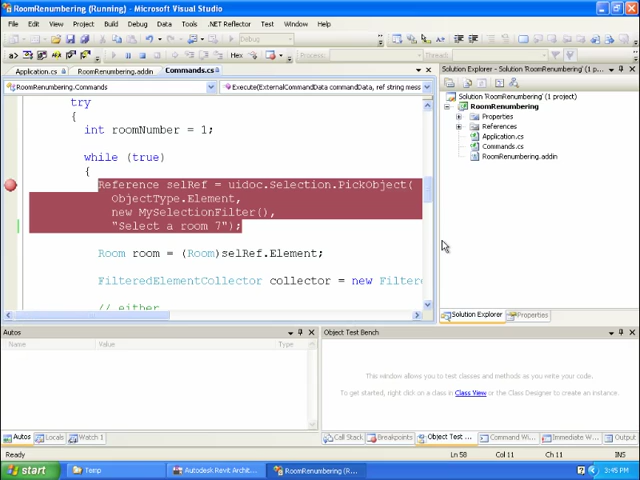 RoomRenumbering (Running) - Microsoft Visual Studio
File Edit View Project Build Debug Data Tools .NET Reflector Test Window Help
Debug
Hex Process:
Application.cs RoomRenumbering.addin Commands.cs
RoomRenumbering.Commands Execute(ExternalCommandData commandData, ref string mess
try
{
int roomNumber = 1;
while (true)
{
Reference selRef = uidoc.Selection.PickObject(
ObjectType.Element,
new MySelectionFilter(),
"Select a room 7");
Room room = (Room)selRef.Element;
FilteredElementCollector collector = new Filter
// either
Solution Explorer - Solution 'RoomRenumbering' (1 p...
Solution 'RoomRenumbering' (1 project)
RoomRenumbering
Properties
References
Application.cs
Commands.cs
RoomRenumbering.addin
Solution Explorer Properties
Autos
Name Value Type
Autos Locals Watch 1
Object Test Bench
This window allows you to test classes and methods as you write your code.
To get started, right click on a class in Class View or the Class Designer to create an instance.
Call Stack Breakpoints Object Test ... Command Wi... Immediate W... Output
Ready Ln 58 Col 11 Ch 11 INS
start Temp Autodesk Revit Archit... RoomRenumbering (R... 3:45 PM